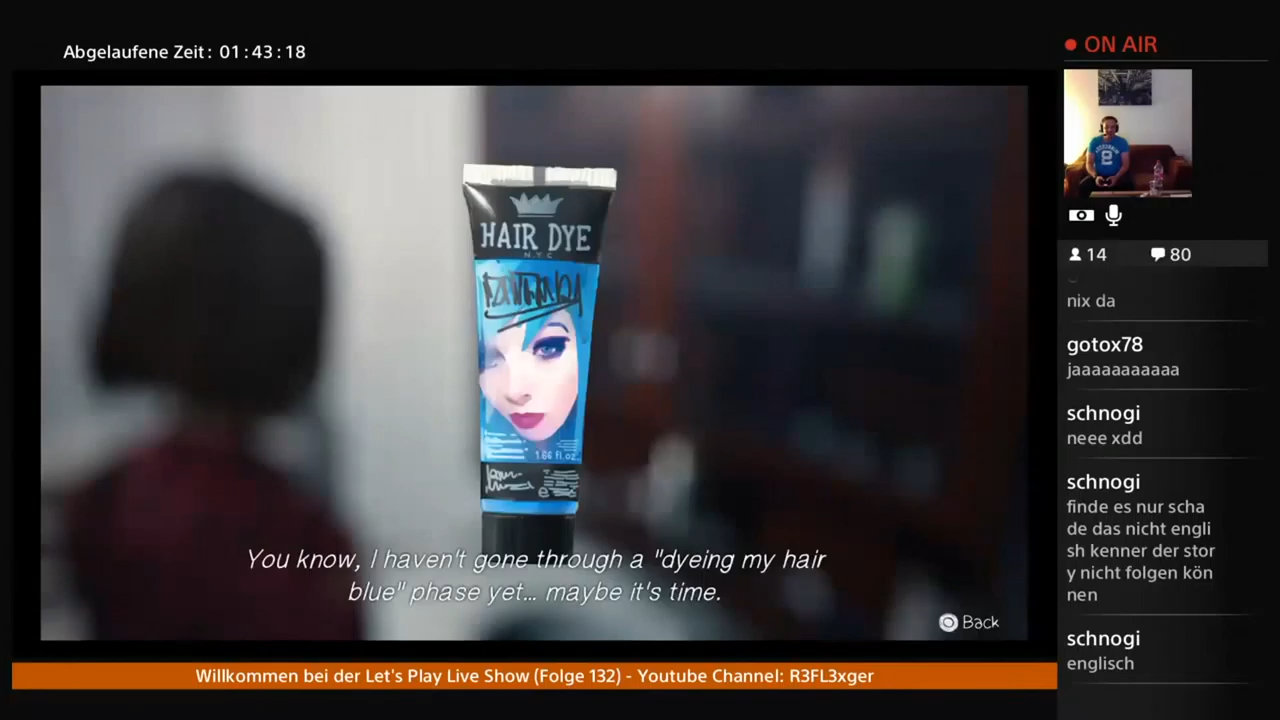 Abgelaufene Zeit: 01:43:18
ON AIR
HAIR DYE
N.Y.C
1.66 fl.oz.
You know, I haven't gone through a "dyeing my hair
blue" phase yet... maybe it's time.
Back
14 80
nix da
gotox78
jaaaaaaaaaaa
schnogi
neee xdd
schnogi
finde es nur scha
de das nicht engli
sh kenner der stor
y nicht folgen kön
nen
schnogi
englisch
Willkommen bei der Let's Play Live Show (Folge 132) - Youtube Channel: R3FL3xger